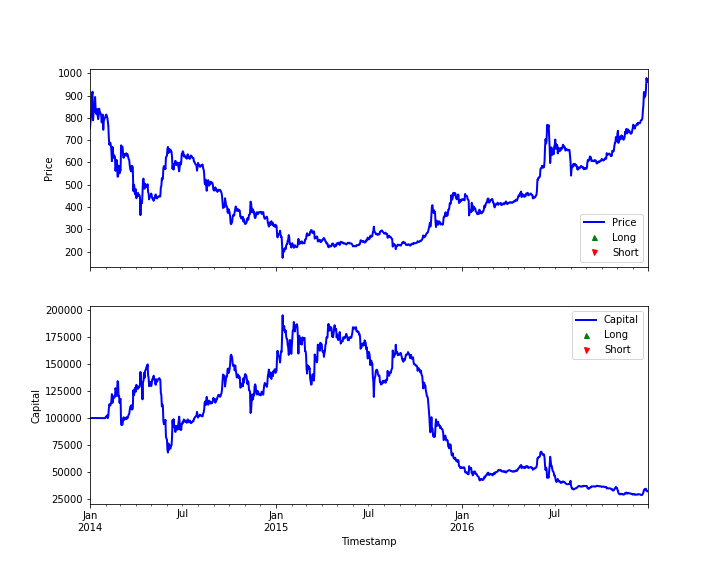 1000
900
800
700
600
500
400
300
200
Price
Price
Long
Short
200000
175000
150000
125000
100000
75000
50000
25000
Capital
Capital
Long
Short
Jan
2014
Jul
Jan
2015
Jul
Jan
2016
Jul
Timestamp